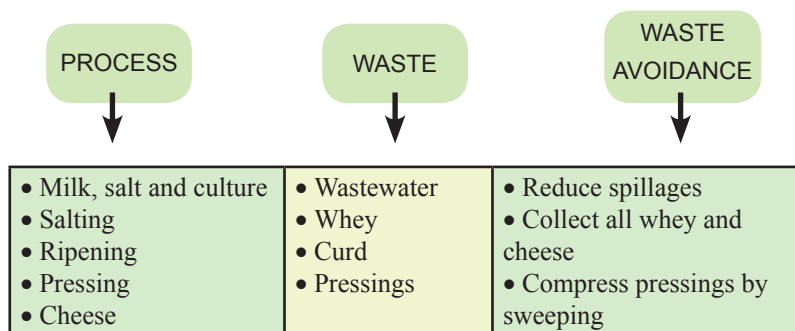 PROCESS
WASTE
WASTE
AVOIDANCE
• Milk, salt and culture
• Salting
• Ripening
• Pressing
• Cheese
• Wastewater
• Whey
• Curd
• Pressings
• Reduce spillages
• Collect all whey and
cheese
• Compress pressings by
sweeping